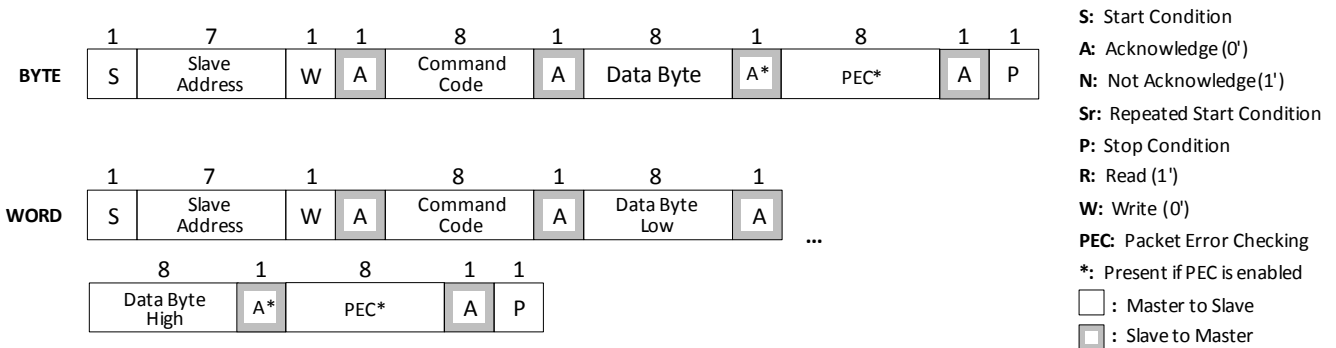 1 7 1 1 8 1 8 1 8 1 1
BYTE S Slave Address W A Command Code A Data Byte A* PEC* A P
1 7 1 8 1 8 1
WORD S Slave Address W A Command Code A Data Byte Low A ...
8 1 8 1 1
Data Byte High A* PEC* A P
S: Start Condition
A: Acknowledge (0')
N: Not Acknowledge (1')
Sr: Repeated Start Condition
P: Stop Condition
R: Read (1')
W: Write (0')
PEC: Packet Error Checking
*: Present if PEC is enabled
: Master to Slave
: Slave to Master